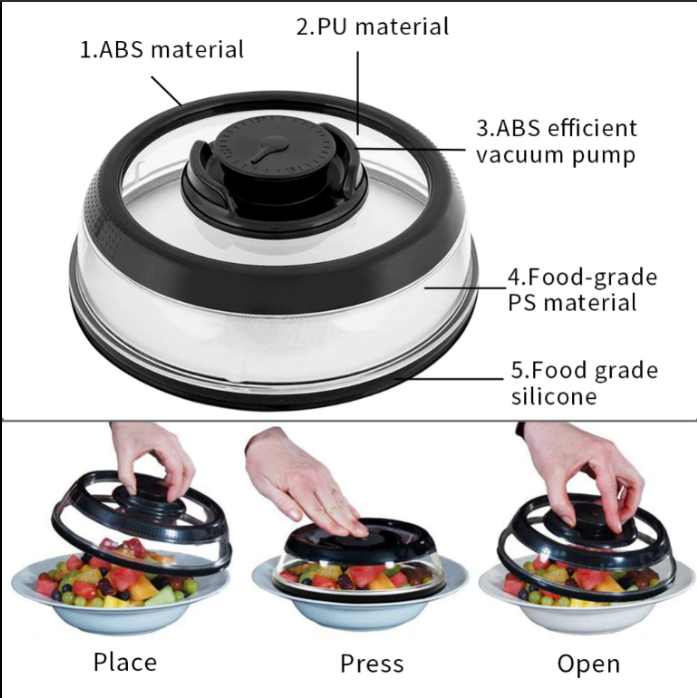 2.PU material
1.ABS material
3.ABS efficient
vacuum pump
4.Food-grade
PS material
5.Food grade
silicone
Place
Press
Open